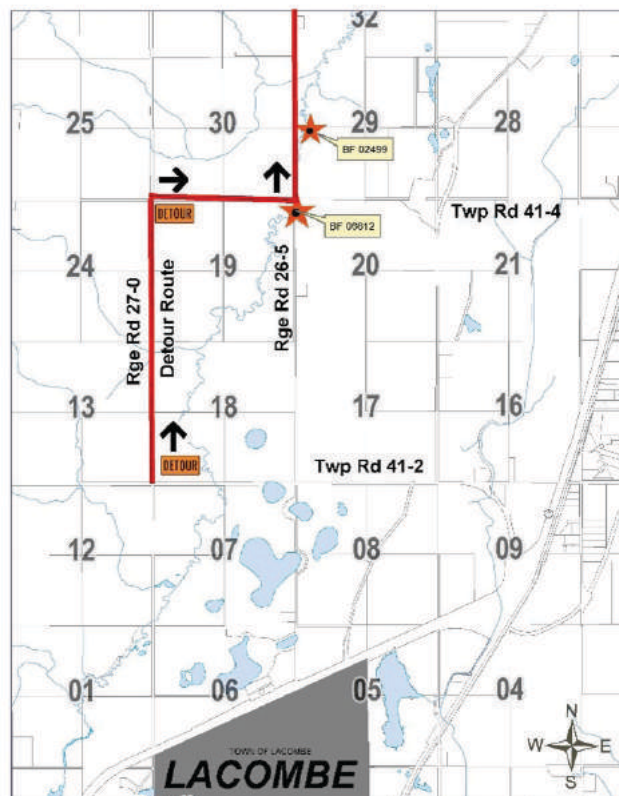 32
25
30
29
28
BF 02499
DETOUR
Twp Rd 41-4
BF 06612
24
19
20
21
Rge Rd 27-0
Detour Route
Rge Rd 26-5
13
18
17
16
DETOUR
Twp Rd 41-2
12
07
08
09
01
06
05
04
TOWN OF LACOMBE
LACOMBE
N
W
E
S